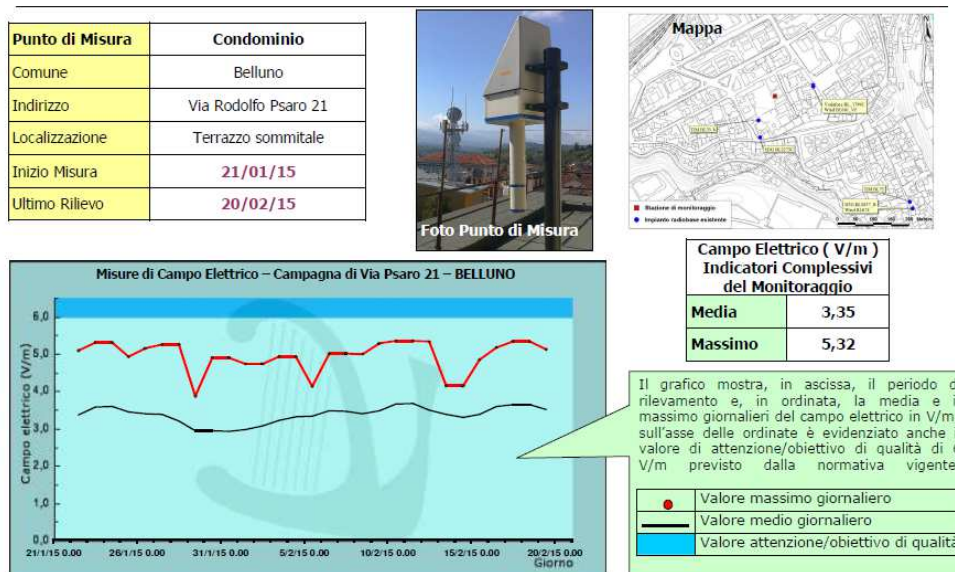 Punto di Misura Condominio
Comune Belluno
Indirizzo Via Rodolfo Psaro 21
Localizzazione Terrazzo sommitale
Inizio Misura 21/01/15
Ultimo Rilievo 20/02/15
Foto Punto di Misura
Mappa
Stazione di monitoraggio
Impianto radiobase esistente
Campo Elettrico ( V/m )
Indicatori Complessivi
del Monitoraggio
Media 3,35
Massimo 5,32
Misure di Campo Elettrico – Campagna di Via Psaro 21 – BELLUNO
Campo elettrico (V/m)
6,0
5,0
4,0
3,0
2,0
1,0
0,0
21/1/15 0.00 26/1/15 0.00 31/1/15 0.00 5/2/15 0.00 10/2/15 0.00 15/2/15 0.00 20/2/15 0.00
Giorno
Il grafico mostra, in ascissa, il periodo d
rilevamento e, in ordinata, la media e i
massimo giornalieri del campo elettrico in V/m
sull'asse delle ordinate è evidenziato anche i
valore di attenzione/obiettivo di qualità di
V/m previsto dalla normativa vigente
Valore massimo giornaliero
Valore medio giornaliero
Valore attenzione/obiettivo di qualità